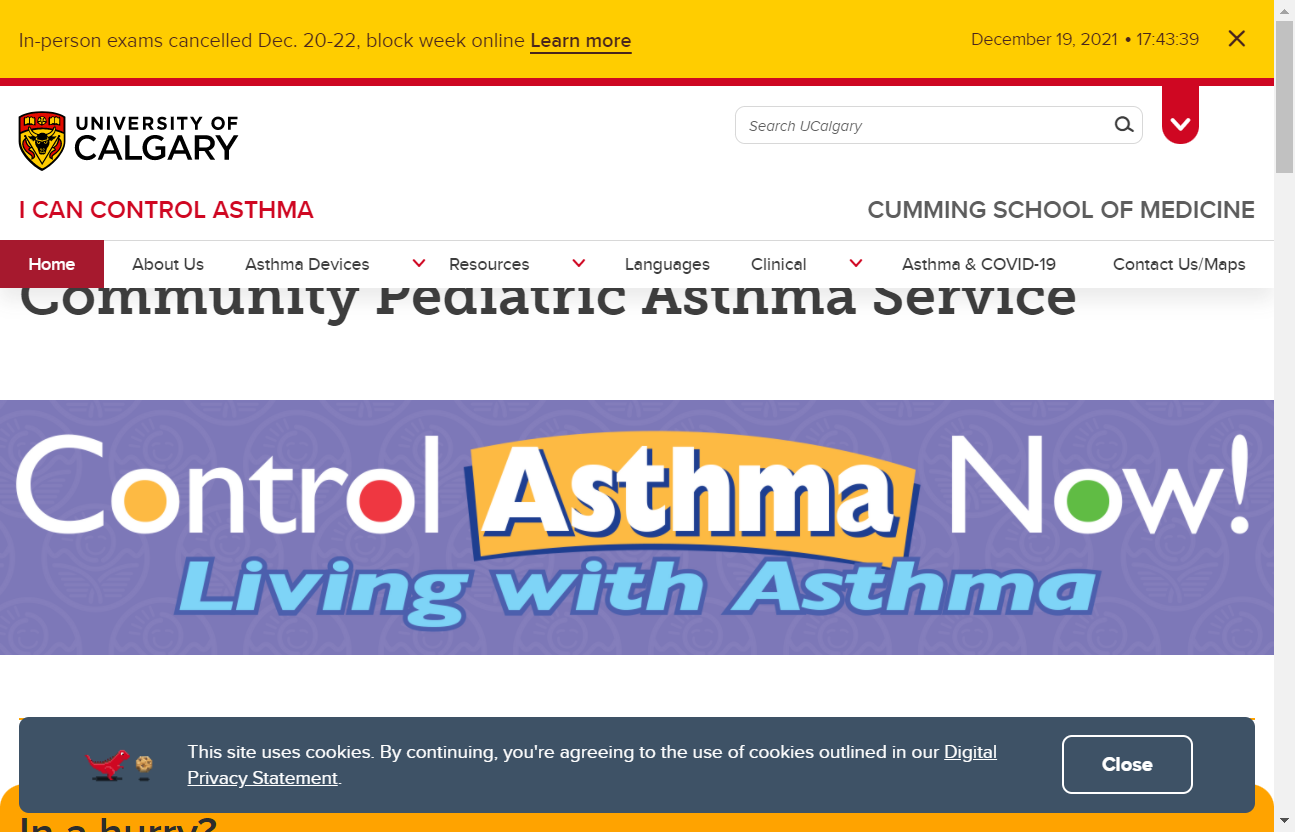 In-person exams cancelled Dec. 20-22, block week online Learn more
December 19, 2021 • 17:43:39
UNIVERSITY OF
CALGARY
Search UCalgary
I CAN CONTROL ASTHMA
CUMMING SCHOOL OF MEDICINE
Home About Us Asthma Devices Resources Languages Clinical Asthma & COVID-19 Contact Us/Maps
Community Pediatric Asthma Service
Control Asthma Now!
Living with Asthma
This site uses cookies. By continuing, you're agreeing to the use of cookies outlined in our Digital
Privacy Statement.
Close
In a hurry?